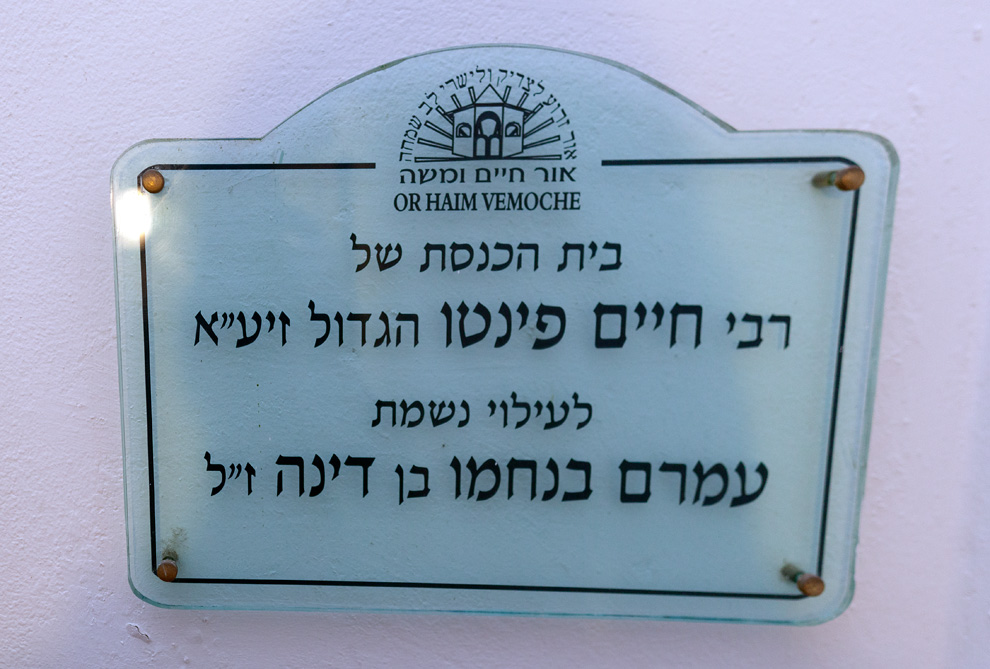 אור זרוע לצדיק ולישרי לב שמחה
אור חיים ומשה
OR HAIM VEMOCHE
בית הכנסת של
רבי חיים פינטו הגדול זיע"א
לעילוי נשמת
עמרם בנחמו בן דינה ז"ל